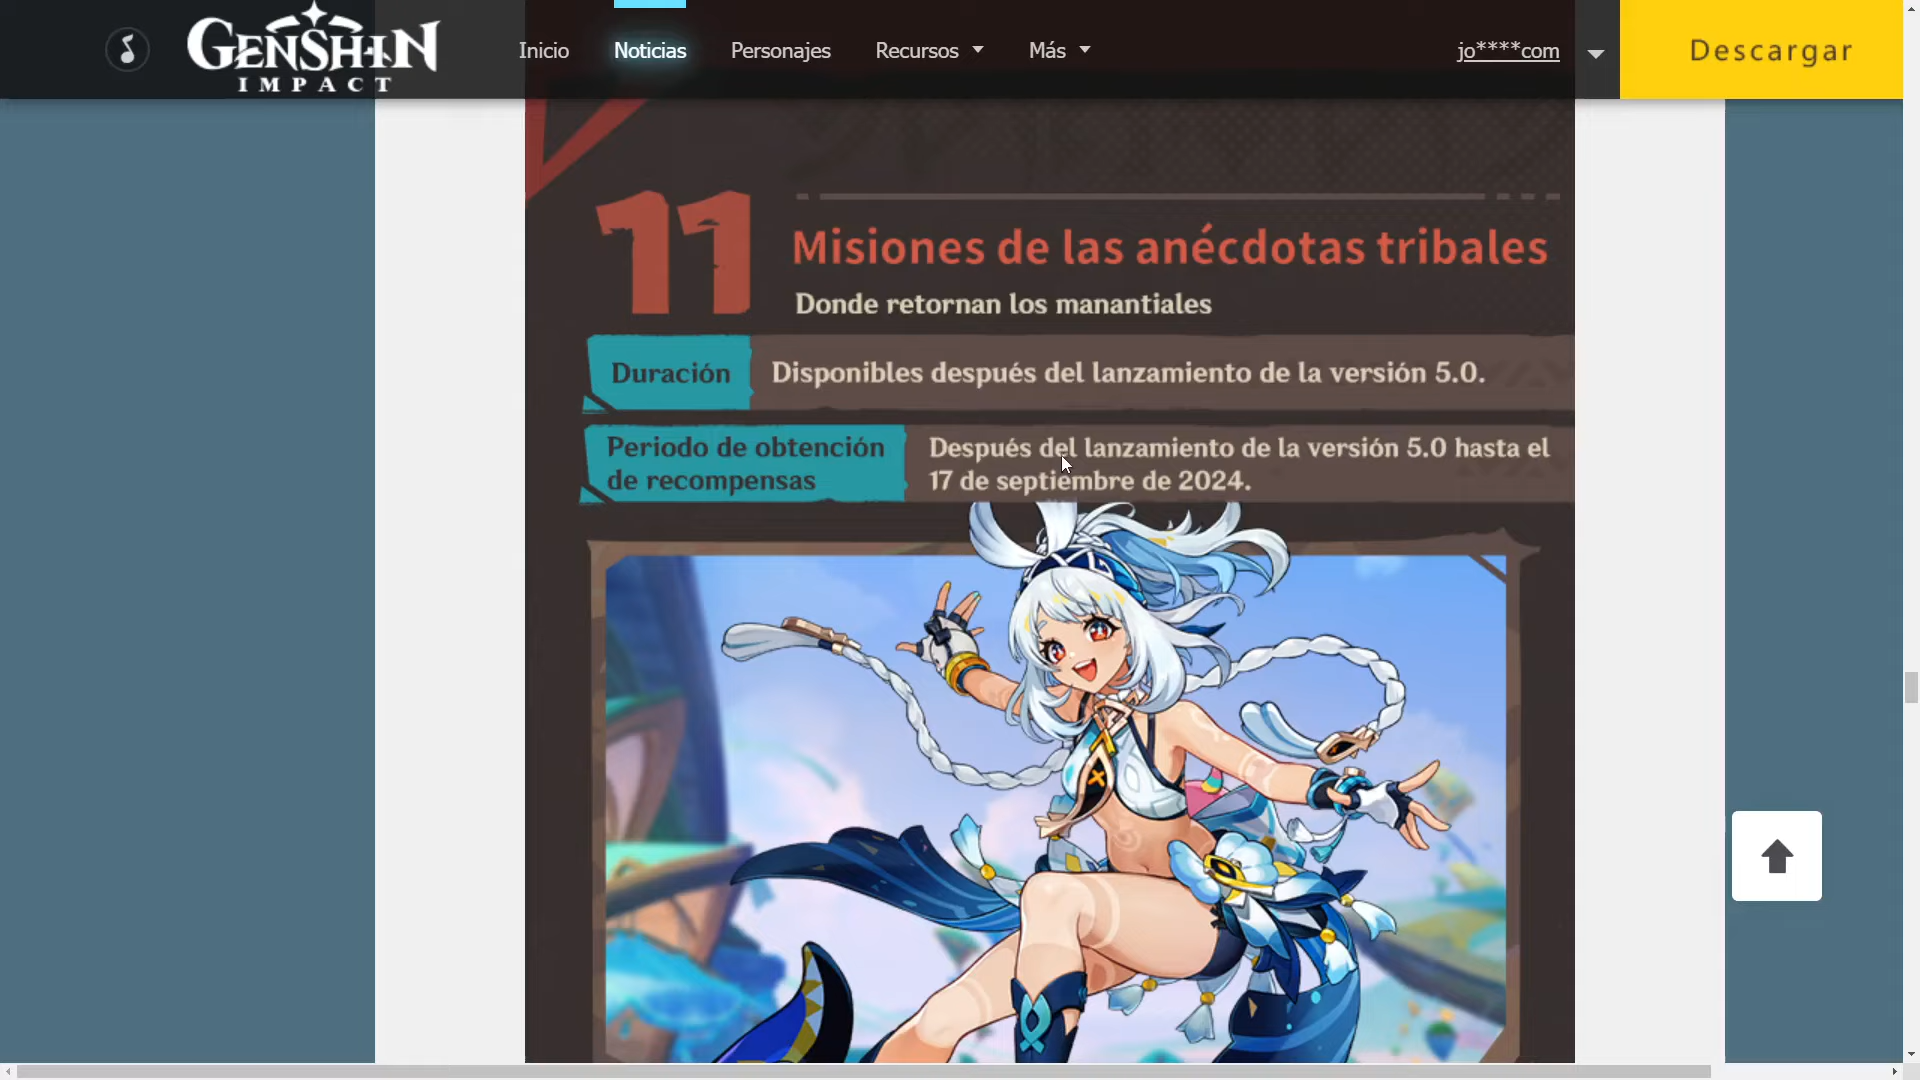 GENSHIN
IMPACT
Inicio
Noticias
Personajes
Recursos
Más
jo****com
Descargar
11
Misiones de las anécdotas tribales
Donde retornan los manantiales
Duración
Disponibles después del lanzamiento de la versión 5.0.
Periodo de obtención
de recompensas
Después del lanzamiento de la versión 5.0 hasta el
17 de septiembre de 2024.